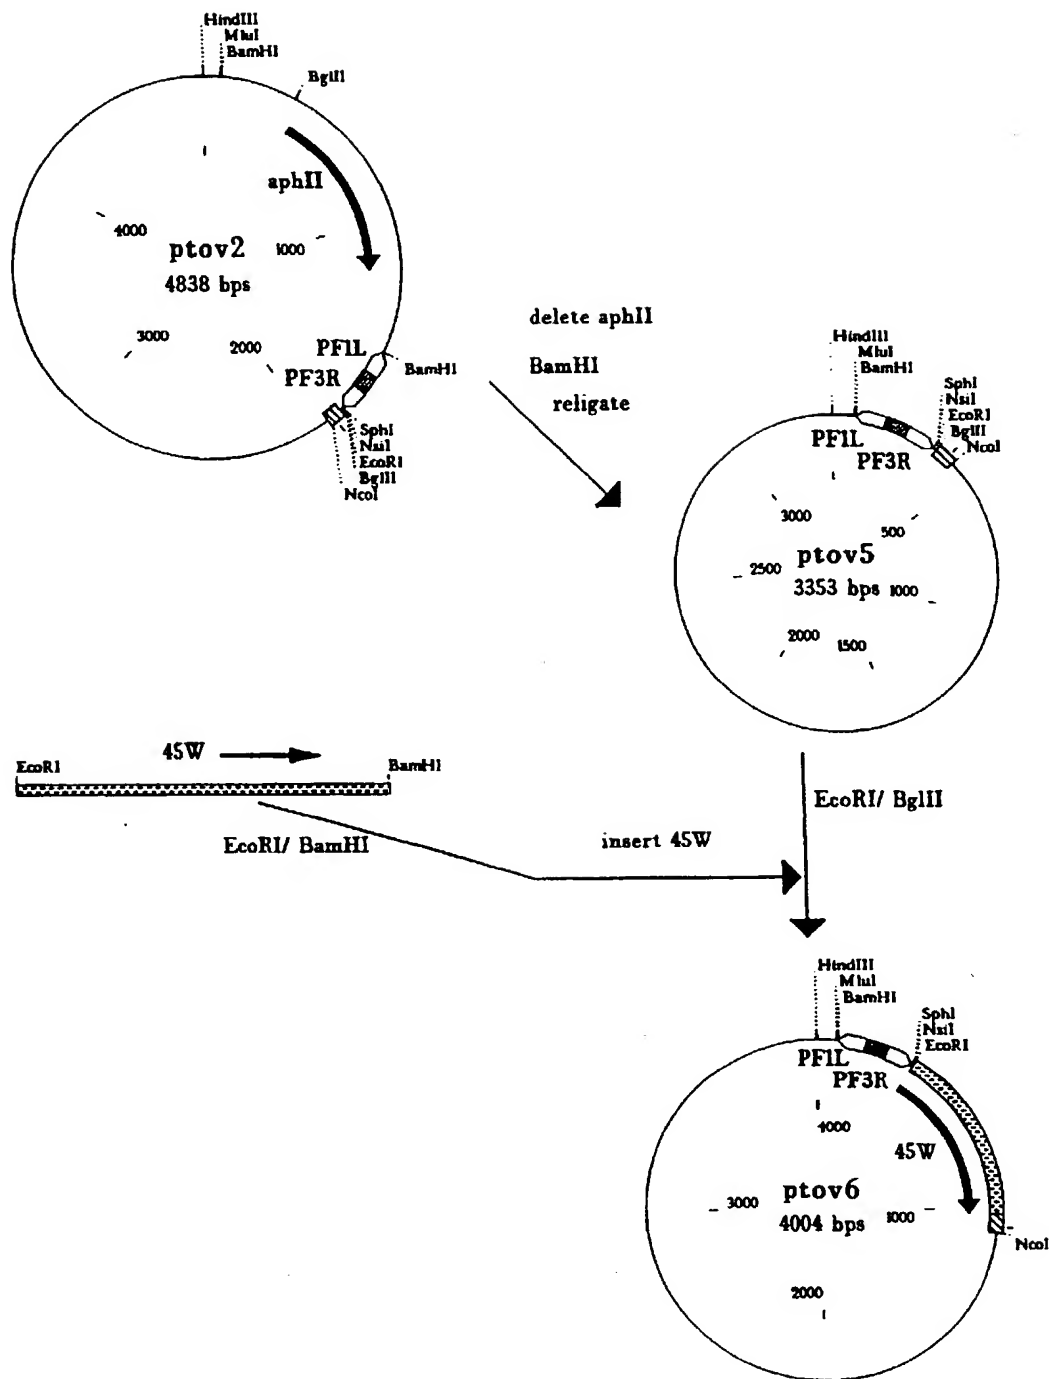 HindIII
MluI
BamHI
BglII
aphII
4000
ptov2
1000
4838 bps
3000
2000
PF1L
PF3R
BamHI
SphI
NsiI
EcoRI
BglII
NcoI
delete aphII
BamHI
religate
HindIII
MluI
BamHI
SphI
NsiI
EcoRI
BglII
NcoI
PF1L
PF3R
3000
500
ptov5
2500
3353 bps
1000
2000
1500
45W
EcoRI
BamHI
EcoRI/ BamHI
insert 45W
EcoRI/ BglII
HindIII
MluI
BamHI
SphI
NsiI
EcoRI
PF1L
PF3R
4000
45W
3000
ptov6
1000
4004 bps
NcoI
2000